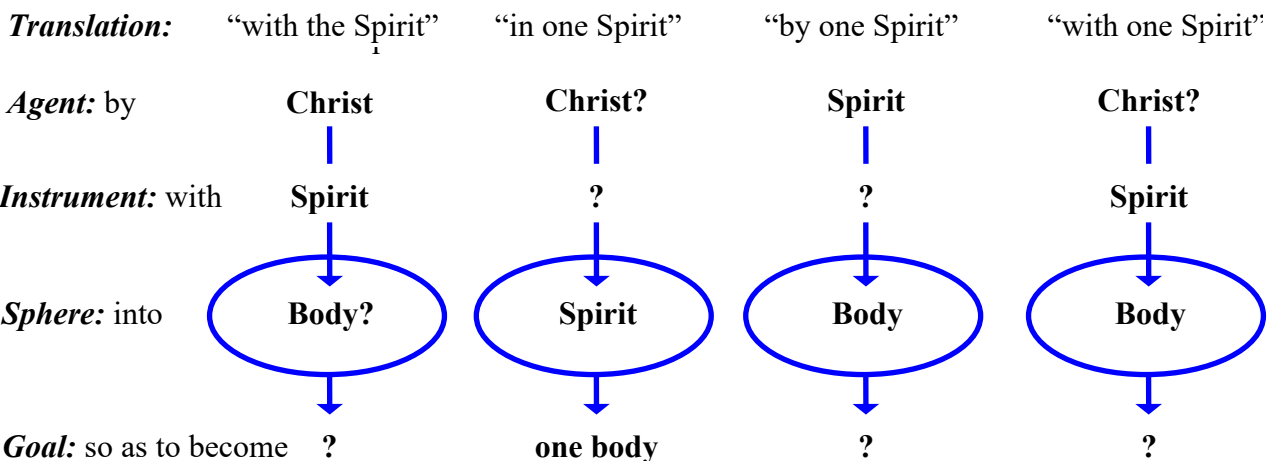 Translation: “with the Spirit” “in one Spirit” “by one Spirit” “with one Spirit”
Agent: by Christ Christ? Spirit Christ?
Instrument: with Spirit ? ? Spirit
Sphere: into Body? Spirit Body Body
Goal: so as to become ? one body ? ?